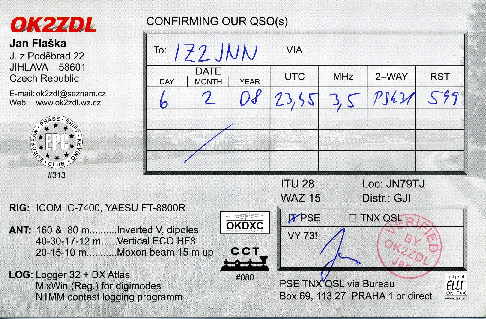 OK2ZDL
CONFIRMING OUR QSO(s)
Jan Flaška
J. z Poděbrad 22
JIHLAVA 58601
Czech Republic
E-mail: ok2zdl@seznam.cz
Web: www.ok2zdl.wz.cz
To: IZ2JNN VIA
DAY DATE MONTH YEAR UTC MHz 2-WAY RST
6 2 08 23,55 3,5 PSK31 599
EPC
#313
ITU 28 Loc: JN79TJ
WAZ 15 Distr.: GJI
RIG: ICOM IC-7400, YAESU FT-8800R
ANT: 160 & 80 m..........Inverted V, dipoles
40-30-17-12 m.....Vertical ECO HF8
20-15-10 m..........Moxon beam 15 m up
LOG: Logger 32 + DX Atlas
MixWin (Reg.) for digimodes
N1MM contest logging programm
OKDXC
CCT
#080
PSE TNX QSL
VY 73!
VERIFIED
BY
OK2ZDL
PSE TNX QSL via Bureau
Box 69, 113 27 PRAHA 1 or direct